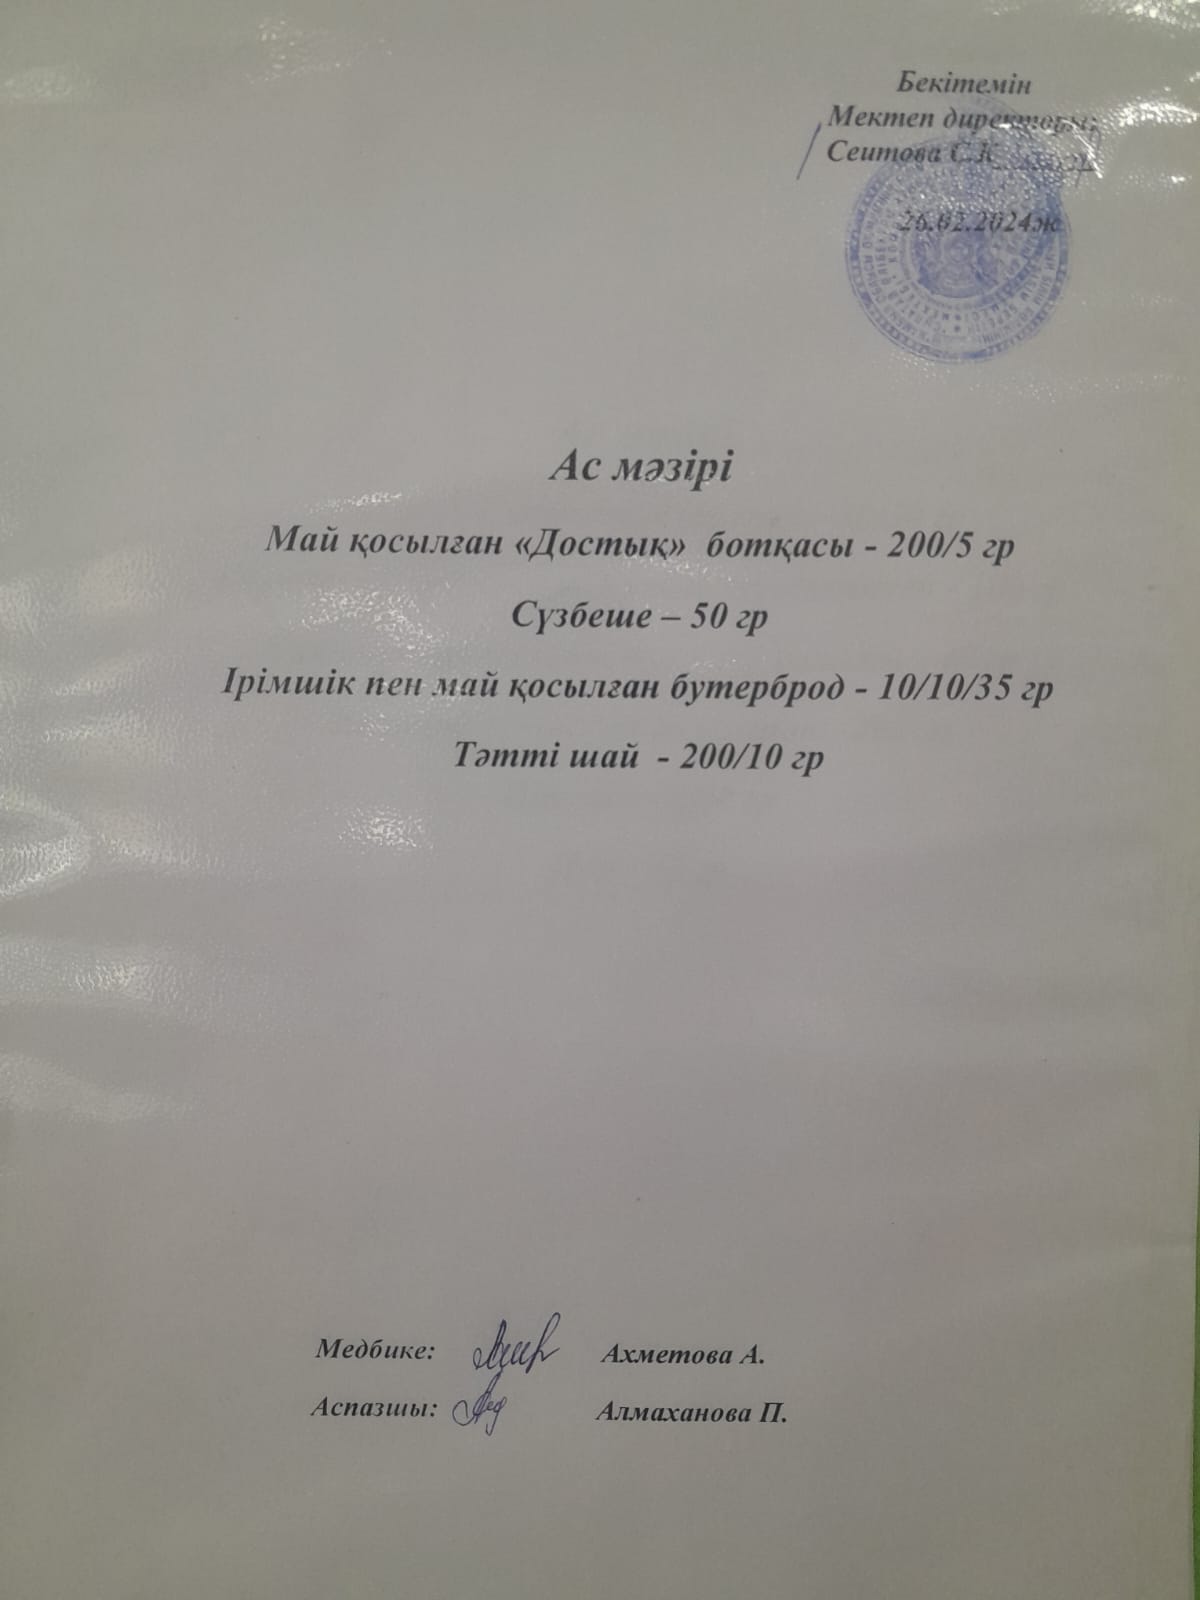 Бекітемін
Мектеп директоры:
Сеитова С.К
26.02.2024ж
Ас мәзірі
Май қосылған «Достық» ботқасы - 200/5 гр
Сүзбеше – 50 гр
Ірімшік пен май қосылған бутерброд - 10/10/35 гр
Тәтті шай - 200/10 гр
Медбике: Ахметова А.
Аспазшы: Алмаханова П.